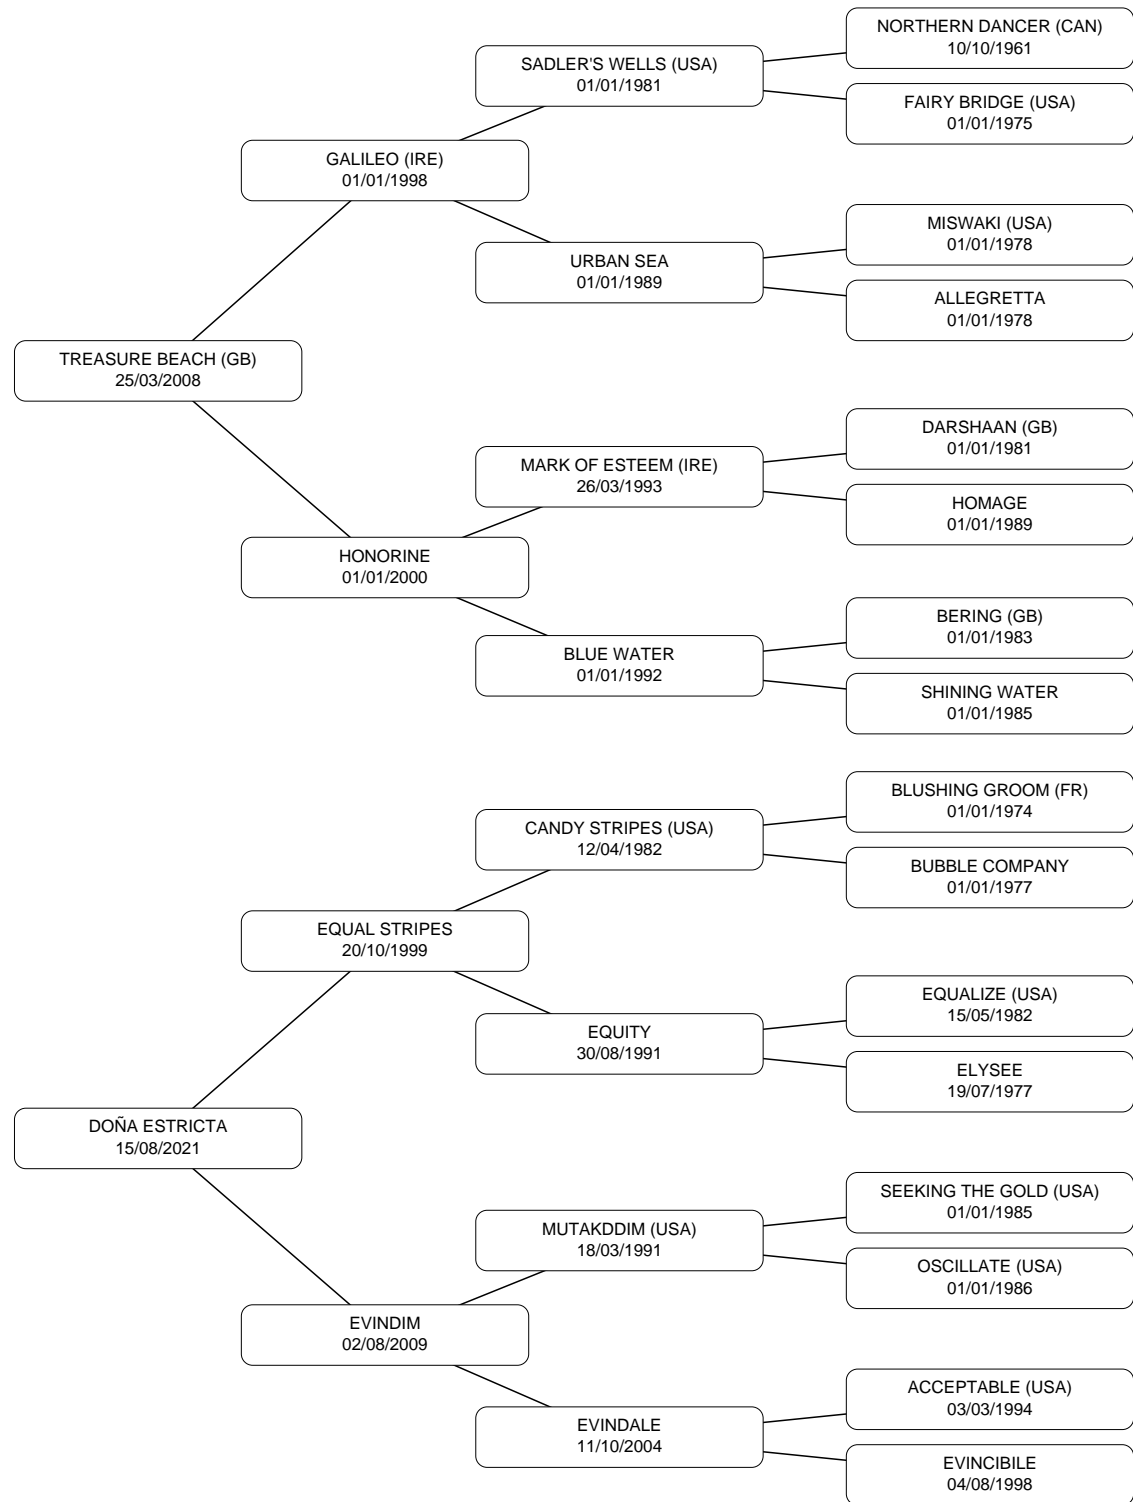 NORTHERN DANCER (CAN)
10/10/1961
SADLER'S WELLS (USA)
01/01/1981
FAIRY BRIDGE (USA)
01/01/1975
GALILEO (IRE)
01/01/1998
MISWAKI (USA)
01/01/1978
URBAN SEA
01/01/1989
ALLEGRETTA
01/01/1978
TREASURE BEACH (GB)
25/03/2008
DARSHAAN (GB)
01/01/1981
MARK OF ESTEEM (IRE)
26/03/1993
HOMAGE
01/01/1989
HONORINE
01/01/2000
BERING (GB)
01/01/1983
BLUE WATER
01/01/1992
SHINING WATER
01/01/1985
BLUSHING GROOM (FR)
01/01/1974
CANDY STRIPES (USA)
12/04/1982
BUBBLE COMPANY
01/01/1977
EQUAL STRIPES
20/10/1999
EQUALIZE (USA)
15/05/1982
EQUITY
30/08/1991
ELYSEE
19/07/1977
DOÑA ESTRICTA
15/08/2021
SEEKING THE GOLD (USA)
01/01/1985
MUTAKDDIM (USA)
18/03/1991
OSCILLATE (USA)
01/01/1986
EVINDIM
02/08/2009
ACCEPTABLE (USA)
03/03/1994
EVINDALE
11/10/2004
EVINCIBILE
04/08/1998